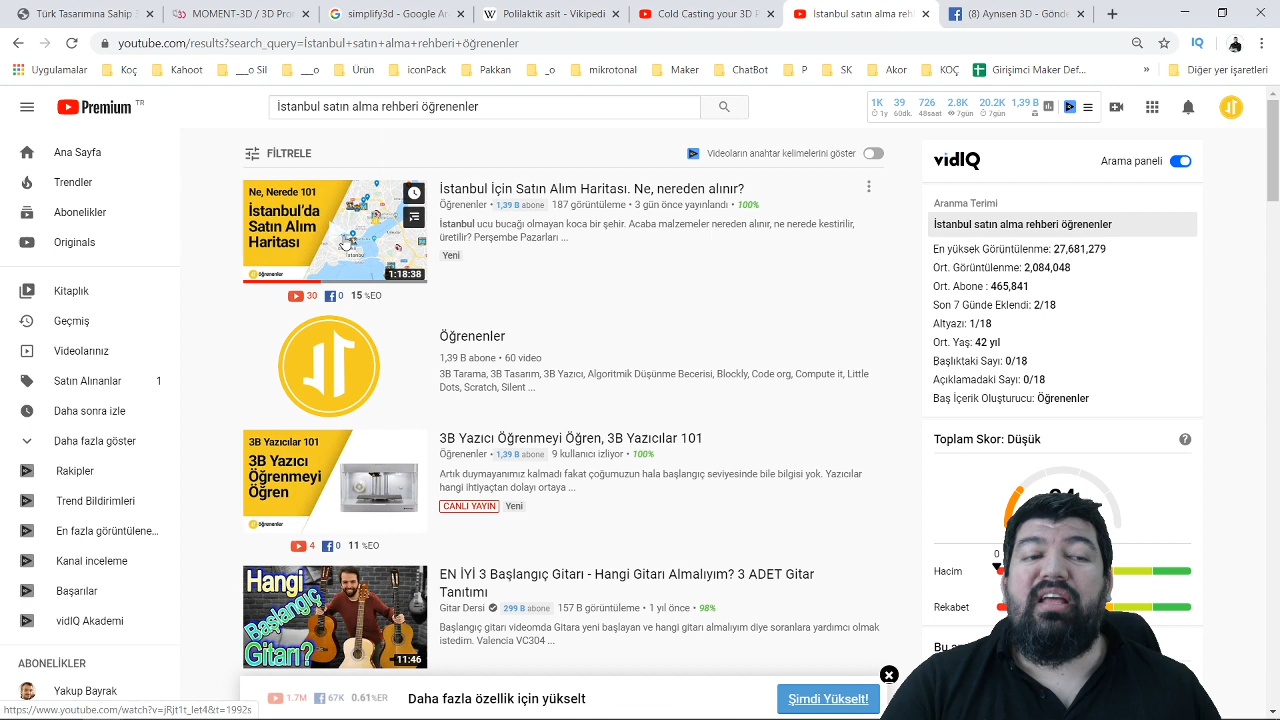 Türk
MOMENT-3D
simplify3d - Google A
Pollaklarest - Vikipedi
Cold Casting your 3D P
İstanbul satın alma reh
(8) Aynısen - Gönde
youtube.com/results?search_query=İstanbul+satın+alma+rehberi+öğrenenler
Uygulamalar
Koç
Kahoot
___o Sil
___o
Ürün
iconPack
Pakkan
_o
mikrotonal
Maker
ChatBot
P
SK
Akor
KOÇ
Girişimci Maker Def...
»
Diğer yer işaretleri
Premium TR
İstanbul satın alma rehberi öğrenenler
1K 39 726 2.8K 20.2K 1,39 B
1y 60dk. 48saat 7gün 7gün
Ana Sayfa
Trendler
Abonelikler
Originals
Kitaplık
Geçmiş
Videolarınız
Satın Alınanlar 1
Daha sonra izle
Daha fazla göster
Rakipler
Trend Bildirimleri
En fazla görüntülene...
Kanal inceleme
Başarılar
vidIQ Akademi
ABONELİKLER
Yakup Bayrak
https://www.youtube.com/watch?v=jRjt1t_let4&t=1992s
FİLTRELE
Videoların anahtar kelimelerini göster
Ne, Nerede 101
İstanbul'da
Satın Alım
Haritası
İstanbul
öğrenenler
1:18:38
30 0 15 %EO
İstanbul İçin Satın Alım Haritası. Ne, nereden alınır?
Öğrenenler • 1,39 B abone • 187 görüntüleme • 3 gün önce yayınlandı • 100%
İstanbul ucu bucağı olmayan koca bir şehir. Acaba malzemeler nereden alınır, ne nerede kestirilir,
üretilir? Perşembe Pazarları ...
Yeni
Öğrenenler
1,39 B abone • 60 video
3B Tarama, 3B Tasarım, 3B Yazıcı, Algoritmik Düşünme Becerisi, Blockly, Code org, Compute it, Little
Dots, Scratch, Silent ...
3B Yazıcılar 101
3B Yazıcı
Öğrenmeyi
Öğren
öğrenenler
4 0 11 %EO
3B Yazıcı Öğrenmeyi Öğren, 3B Yazıcılar 101
Öğrenenler • 1,39 B abone • 9 kullanıcı izliyor • 100%
Artık duymayanımız kalmadı fakat çoğumuzun hala başlangıç seviyesinde bile bilgisi yok. Yazıcılar
hangi ihtiyaçtan dolayı ortaya ...
CANLI YAYIN Yeni
Hangi
Başlangıç
Gitarı?
11:46
EN İYİ 3 Başlangıç Gitarı - Hangi Gitarı Almalıyım? 3 ADET Gitar
Tanıtımı
Gitar Dersi 299 B abone • 157 B görüntüleme • 1 yıl önce • 98%
Başlangıç gitarı videomda Gitara yeni başlayan ve hangi gitarı almalıyım diye soranlara yardımcı olmak
istedim. Valencia VC304 ...
1.7M 67K 0.61%ER
Daha fazla özellik için yükselt
Şimdi Yükselt!
vidIQ
Arama paneli
Aranma Terimi
İstanbul satın alma rehberi öğrenenler
En yüksek Görüntülenme: 27,681,279
Ort. Görüntülenme: 2,084,048
Ort. Abone : 465,841
Son 7 Günde Eklendi: 2/18
Altyazı: 1/18
Ort. Yaş: 42 yıl
Başlıktaki Sayı: 0/18
Açıklamadaki Sayı: 0/18
Baş İçerik Oluşturucu: Öğrenenler
Toplam Skor: Düşük
0
Hacim
Rekabet